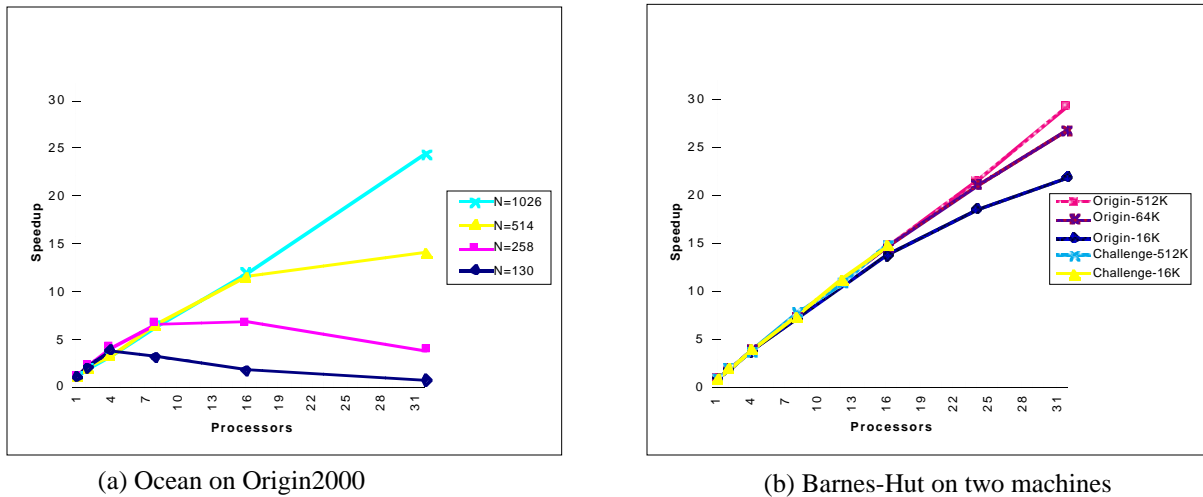 30
25
20
15
10
5
0
Speedup
1
4
7
10
13
16
19
22
25
28
31
Processors
N=1026
N=514
N=258
N=130
(a) Ocean on Origin2000
30
25
20
15
10
5
0
Speedup
1
4
7
10
13
16
19
22
25
28
31
Processors
Origin-512K
Origin-64K
Origin-16K
Challenge-512K
Challenge-16K
(b) Barnes-Hut on two machines